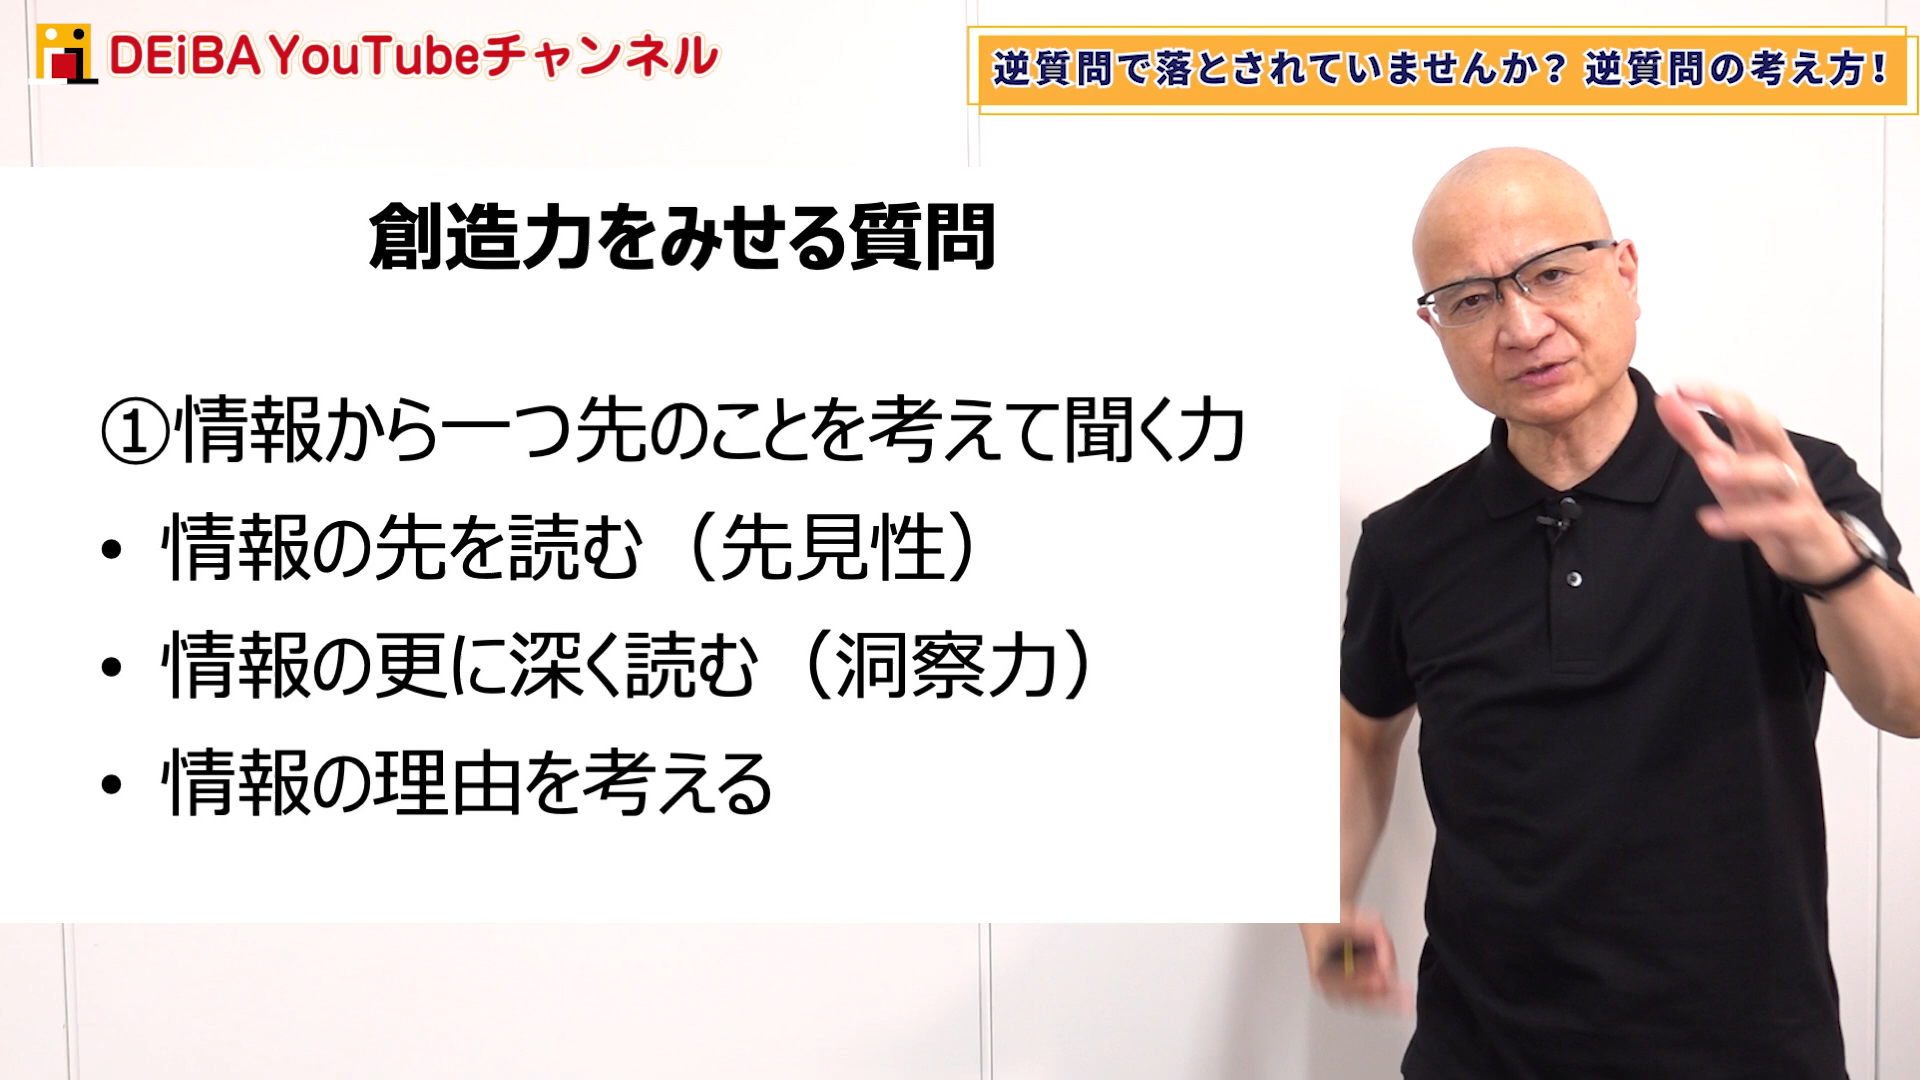 DEiBA YouTubeチャンネル
逆質問で落とされていませんか？ 逆質問の考え方！
創造力をみせる質問
①情報から一つ先のことを考えて聞く力
• 情報の先を読む（先見性）
• 情報の更に深く読む（洞察力）
• 情報の理由を考える